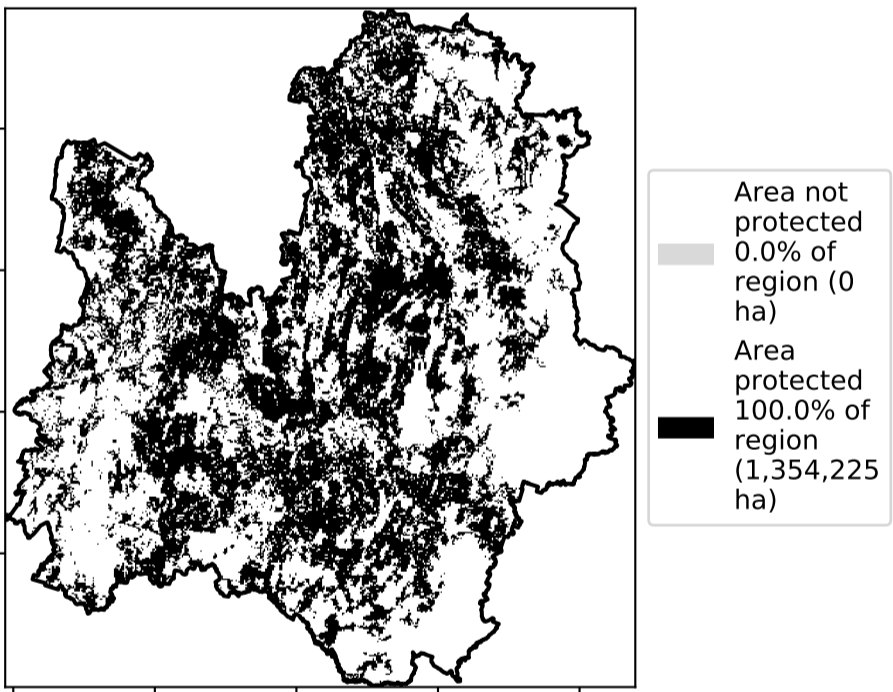 Area not
protected
0.0% of
region (0
ha)
Area
protected
100.0% of
region
(1,354,225
ha)